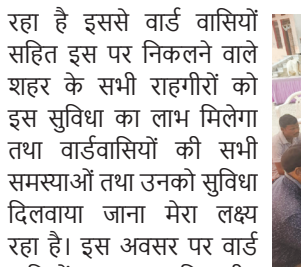 रहा है इससे वार्ड वासियों
सहित इस पर निकलने वाले
शहर के सभी राहगीरों को
इस सुविधा का लाभ मिलेगा
तथा वार्डवासियों की सभी
समस्याओं तथा उनको सुविधा
दिलवाया जाना मेरा लक्ष्य
रहा है। इस अवसर पर वार्ड